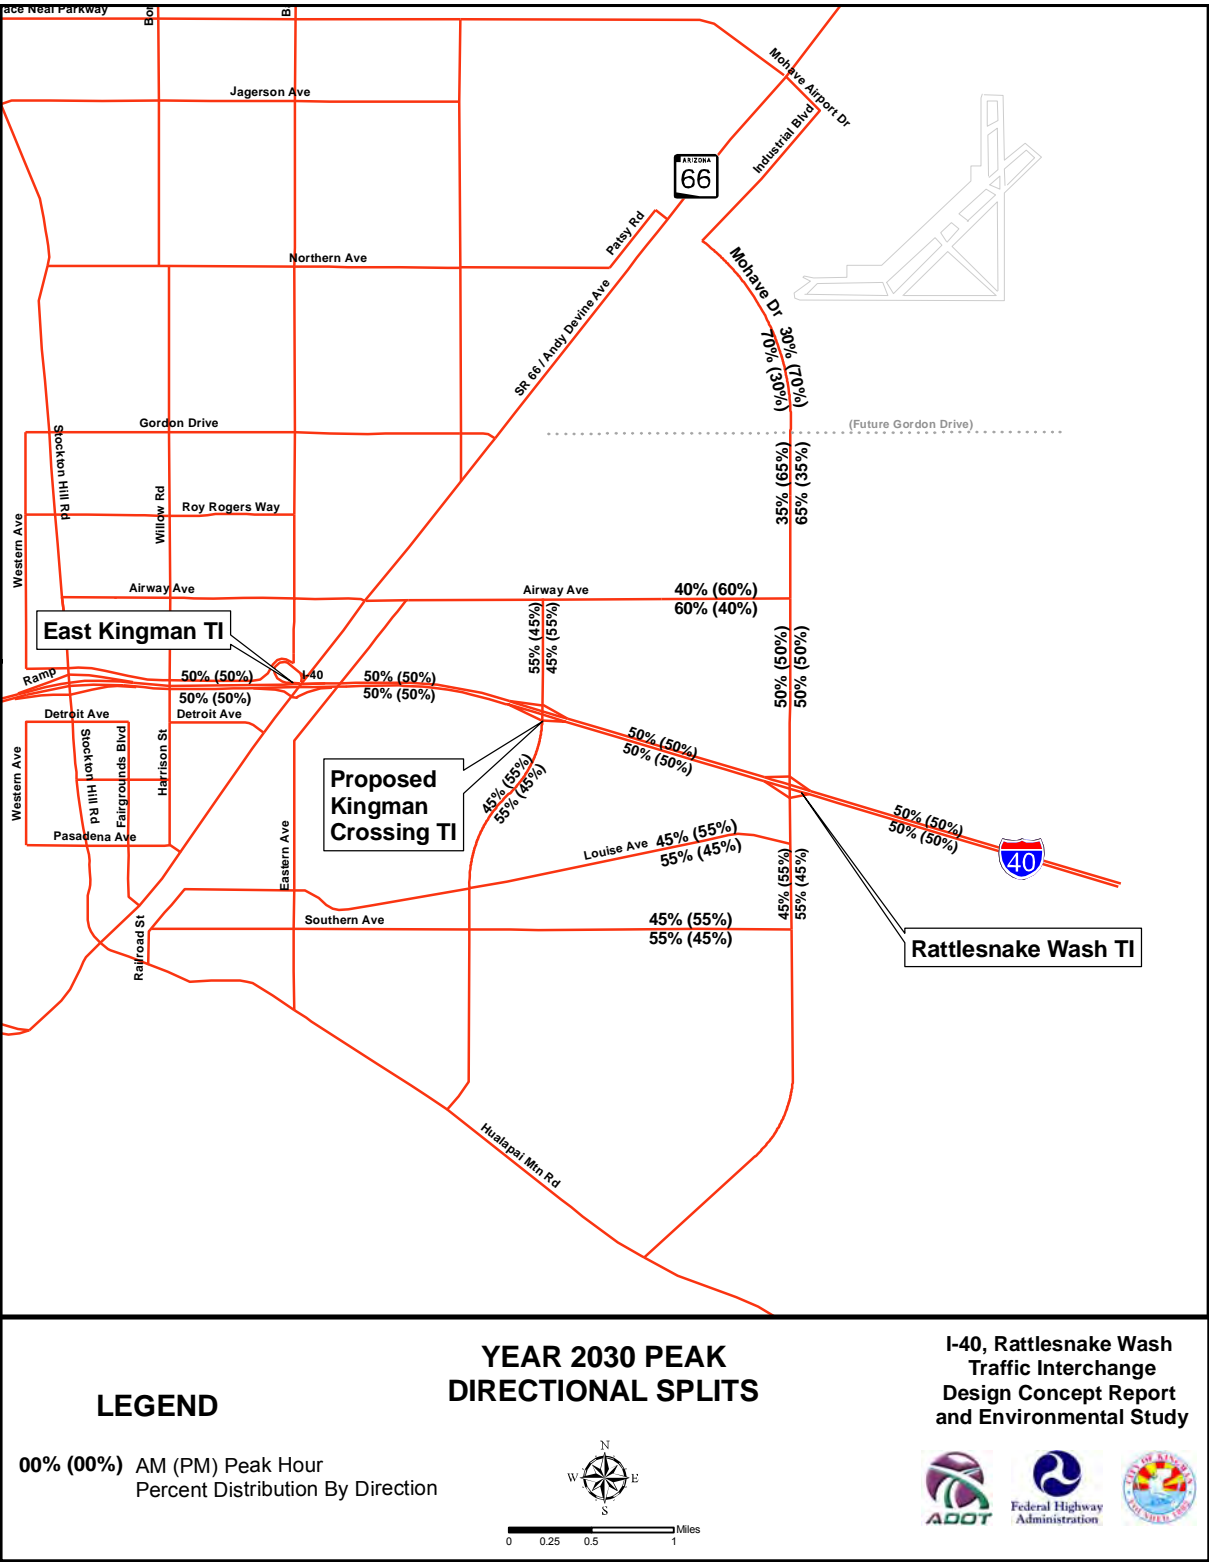 ace Neal Parkway
Bor
B
Jagerson Ave
Mohave Airport Dr
Industrial Blvd
ARIZONA
66
Patsy Rd
Northern Ave
Mohave Dr
SR 66 / Andy Devine Ave
30% (70%)
70% (30%)
Gordon Drive
(Future Gordon Drive)
Stockton Hill Rd
35% (65%)
65% (35%)
Willow Rd
Roy Rogers Way
Western Ave
Airway Ave
Airway Ave
40% (60%)
60% (40%)
55% (45%)
45% (55%)
East Kingman TI
50% (50%)
50% (50%)
Ramp
50% (50%)
I-40
50% (50%)
50% (50%)
50% (50%)
Detroit Ave
Detroit Ave
50% (50%)
50% (50%)
Western Ave
Stockton Hill Rd
Fairgrounds Blvd
Harrison St
Proposed
Kingman
Crossing TI
45% (55%)
55% (45%)
50% (50%)
50% (50%)
40
Pasadena Ave
Eastern Ave
Louise Ave
45% (55%)
55% (45%)
45% (55%)
55% (45%)
Railroad St
Southern Ave
45% (55%)
55% (45%)
Rattlesnake Wash TI
Hualapai Mtn Rd
LEGEND
00% (00%) AM (PM) Peak Hour
Percent Distribution By Direction
YEAR 2030 PEAK
DIRECTIONAL SPLITS
N
W E
S
Miles
0 0.25 0.5 1
I-40, Rattlesnake Wash
Traffic Interchange
Design Concept Report
and Environmental Study
ADOT
Federal Highway
Administration
CITY OF KINGMAN
FOUNDED 1882